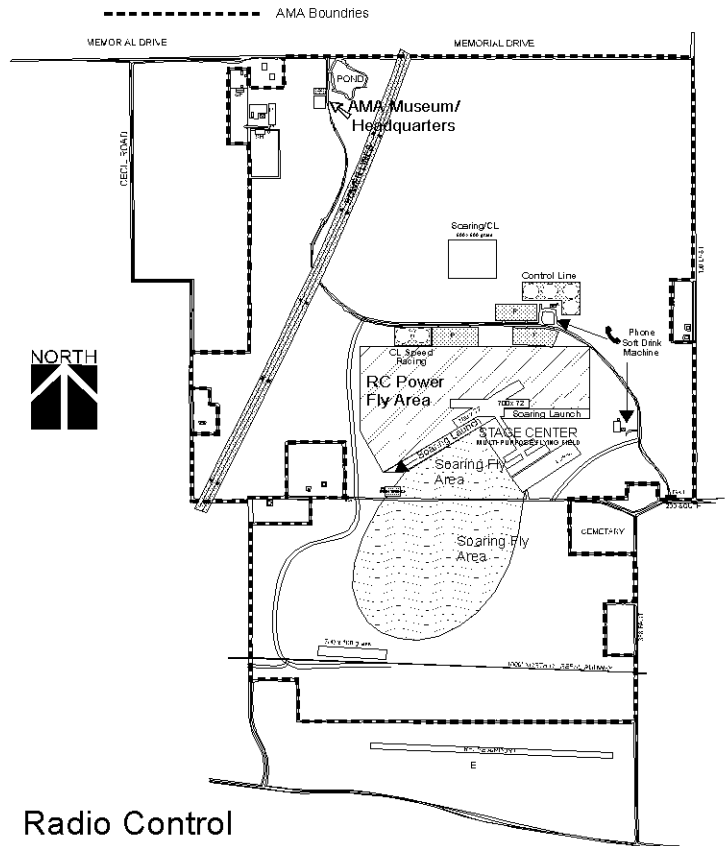 AMA Boundries
MEMORIAL DRIVE
MEMORIAL DRIVE
POND
AMA Museum/
Headquarters
CECIL ROAD
Soaring/CL
Control Line
P
Phone
Soft Drink
Machine
NORTH
P
P
CL Speed
Racing
RC Power
Fly Area
700x 72
Soaring Launch
Soaring Launch
STAGE CENTER
MULTI-PURPOSE FLYING FIELD
Soaring Fly
Area
CEMETARY
Soaring Fly
Area
E
Radio Control